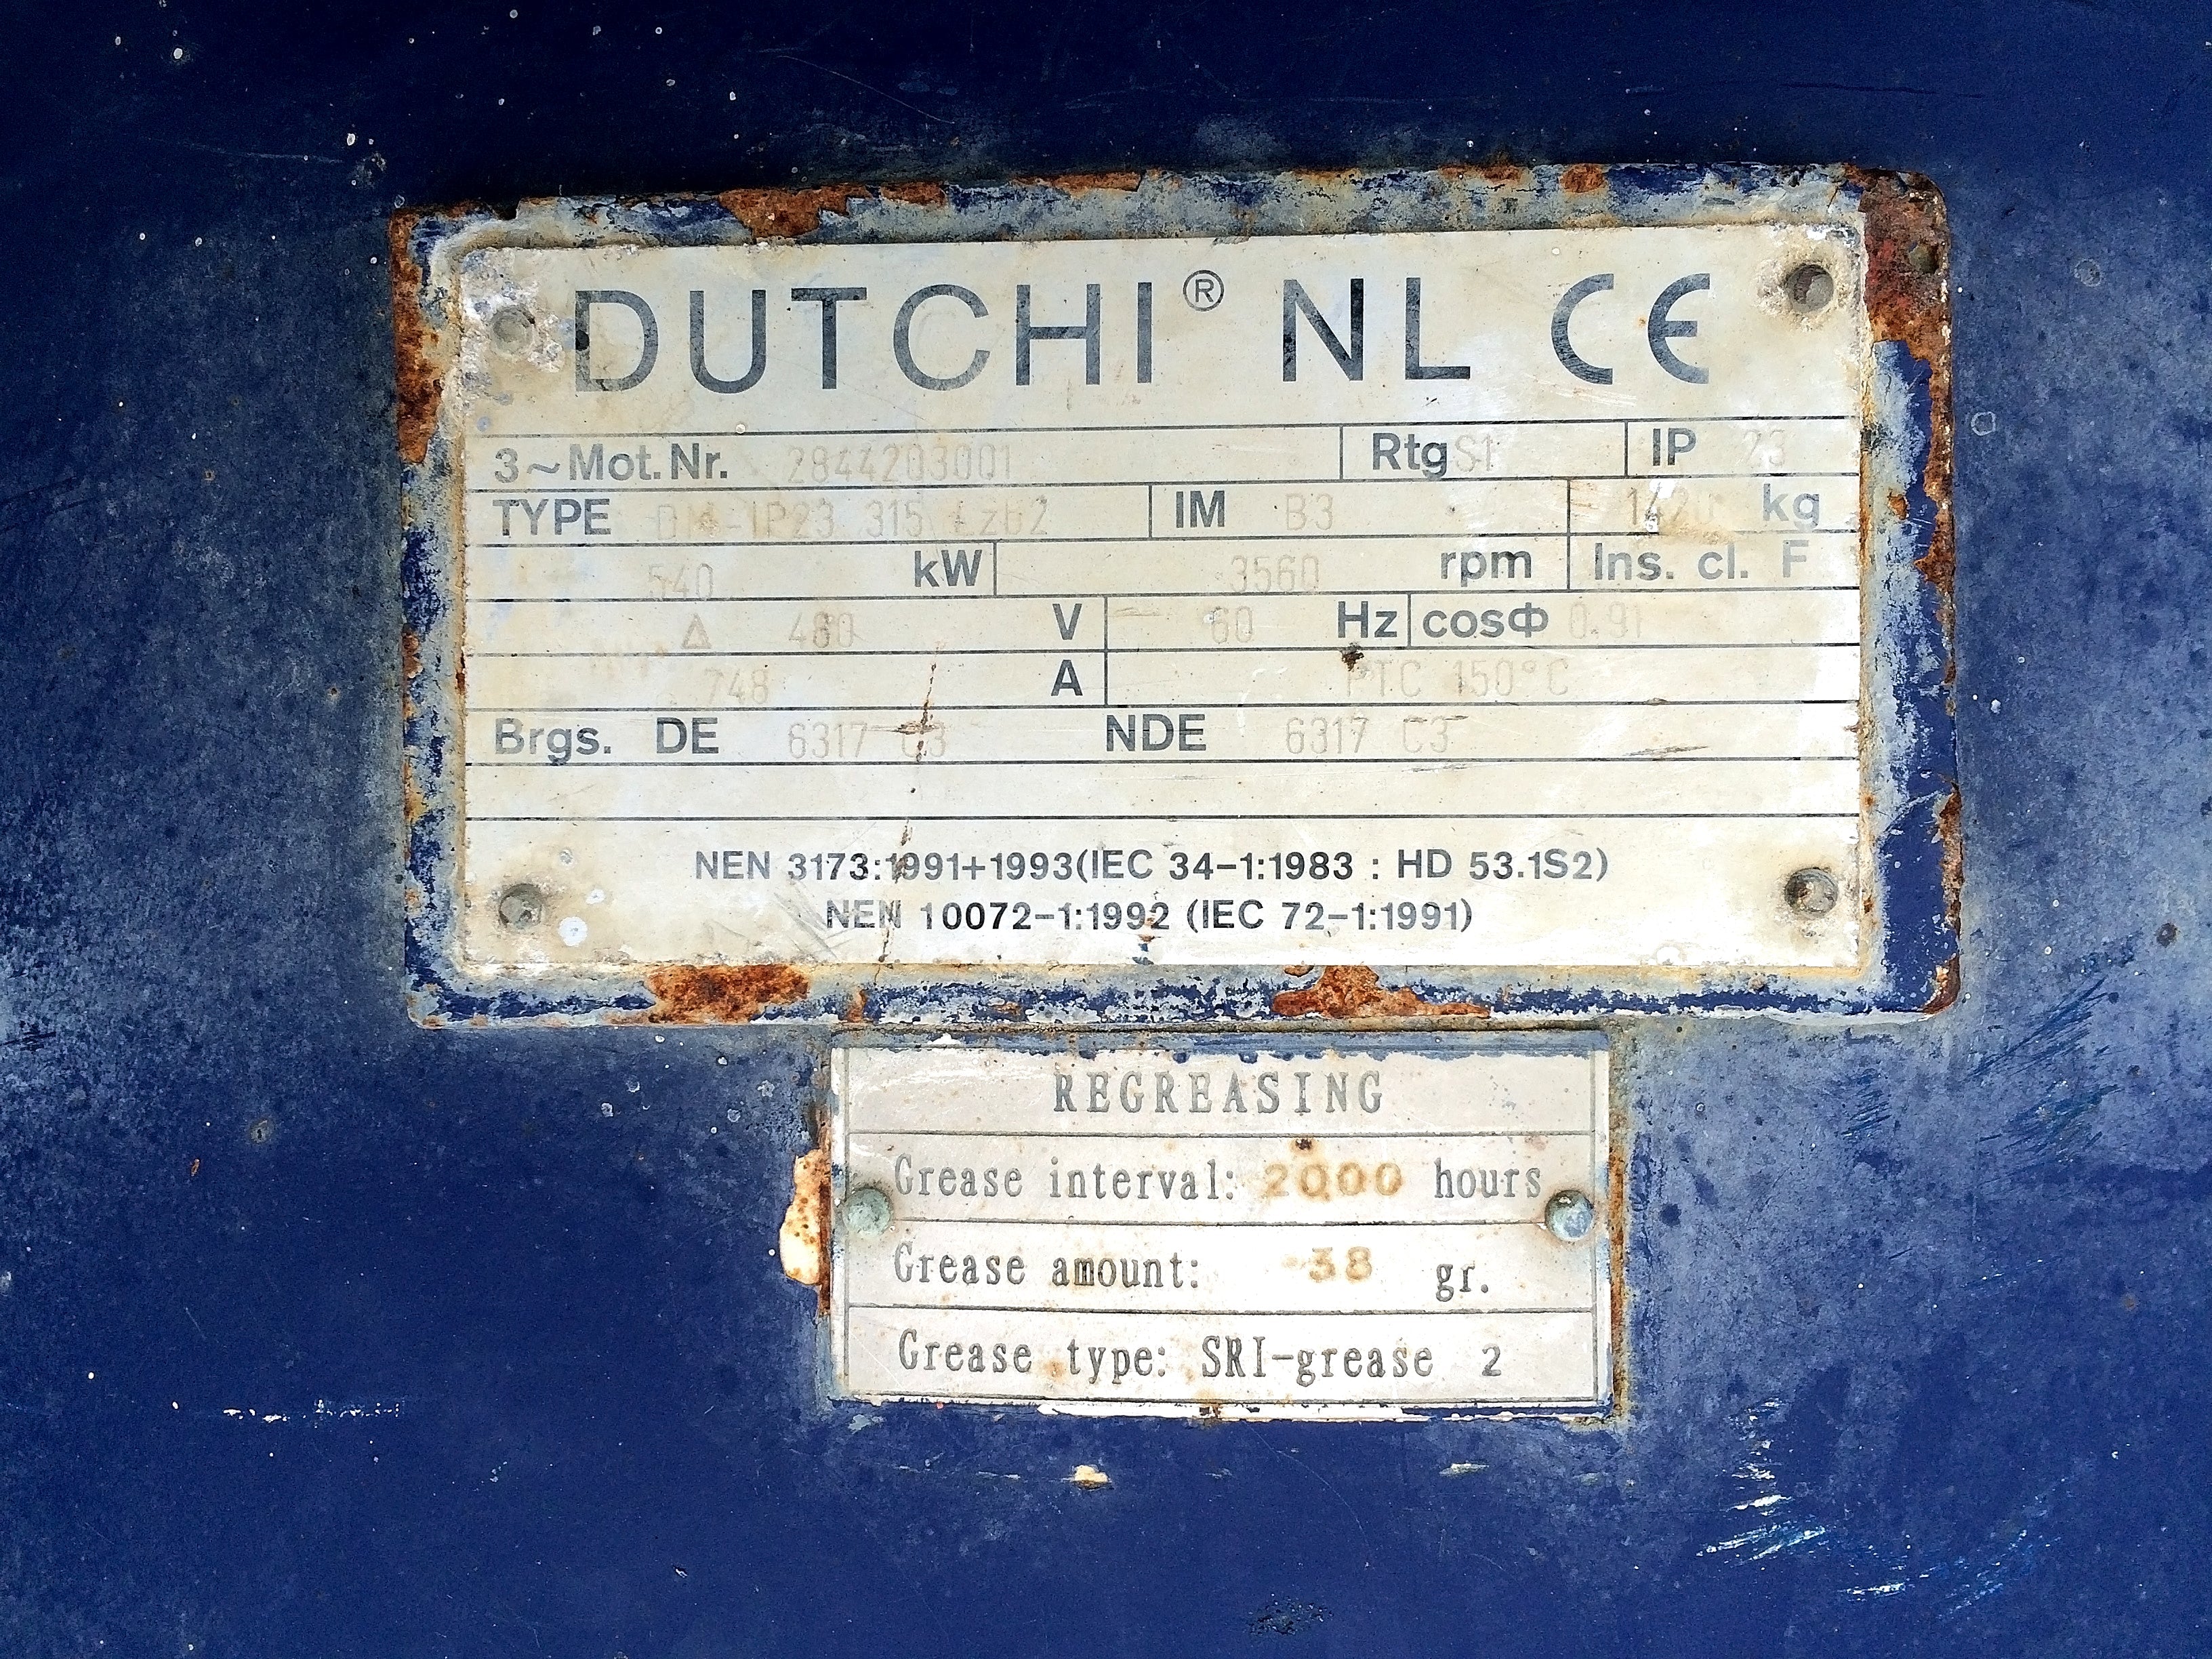 DUTCHI® NL CE
3~Mot. Nr. 2844203001 Rtg S1 IP 23
TYPE IP23 315 IM B3 kg
540 kW 3560 rpm Ins. cl. F
Δ 480 V 60 Hz cosΦ 0.91
748 A PTC 150°C
Brgs. DE 6317 C3 NDE 6317 C3
NEN 3173:1991+1993(IEC 34-1:1983 : HD 53.1S2)
NEN 10072-1:1992 (IEC 72-1:1991)
REGREASING
Grease interval: 2000 hours
Grease amount: 38 gr.
Grease type: SRI-grease 2